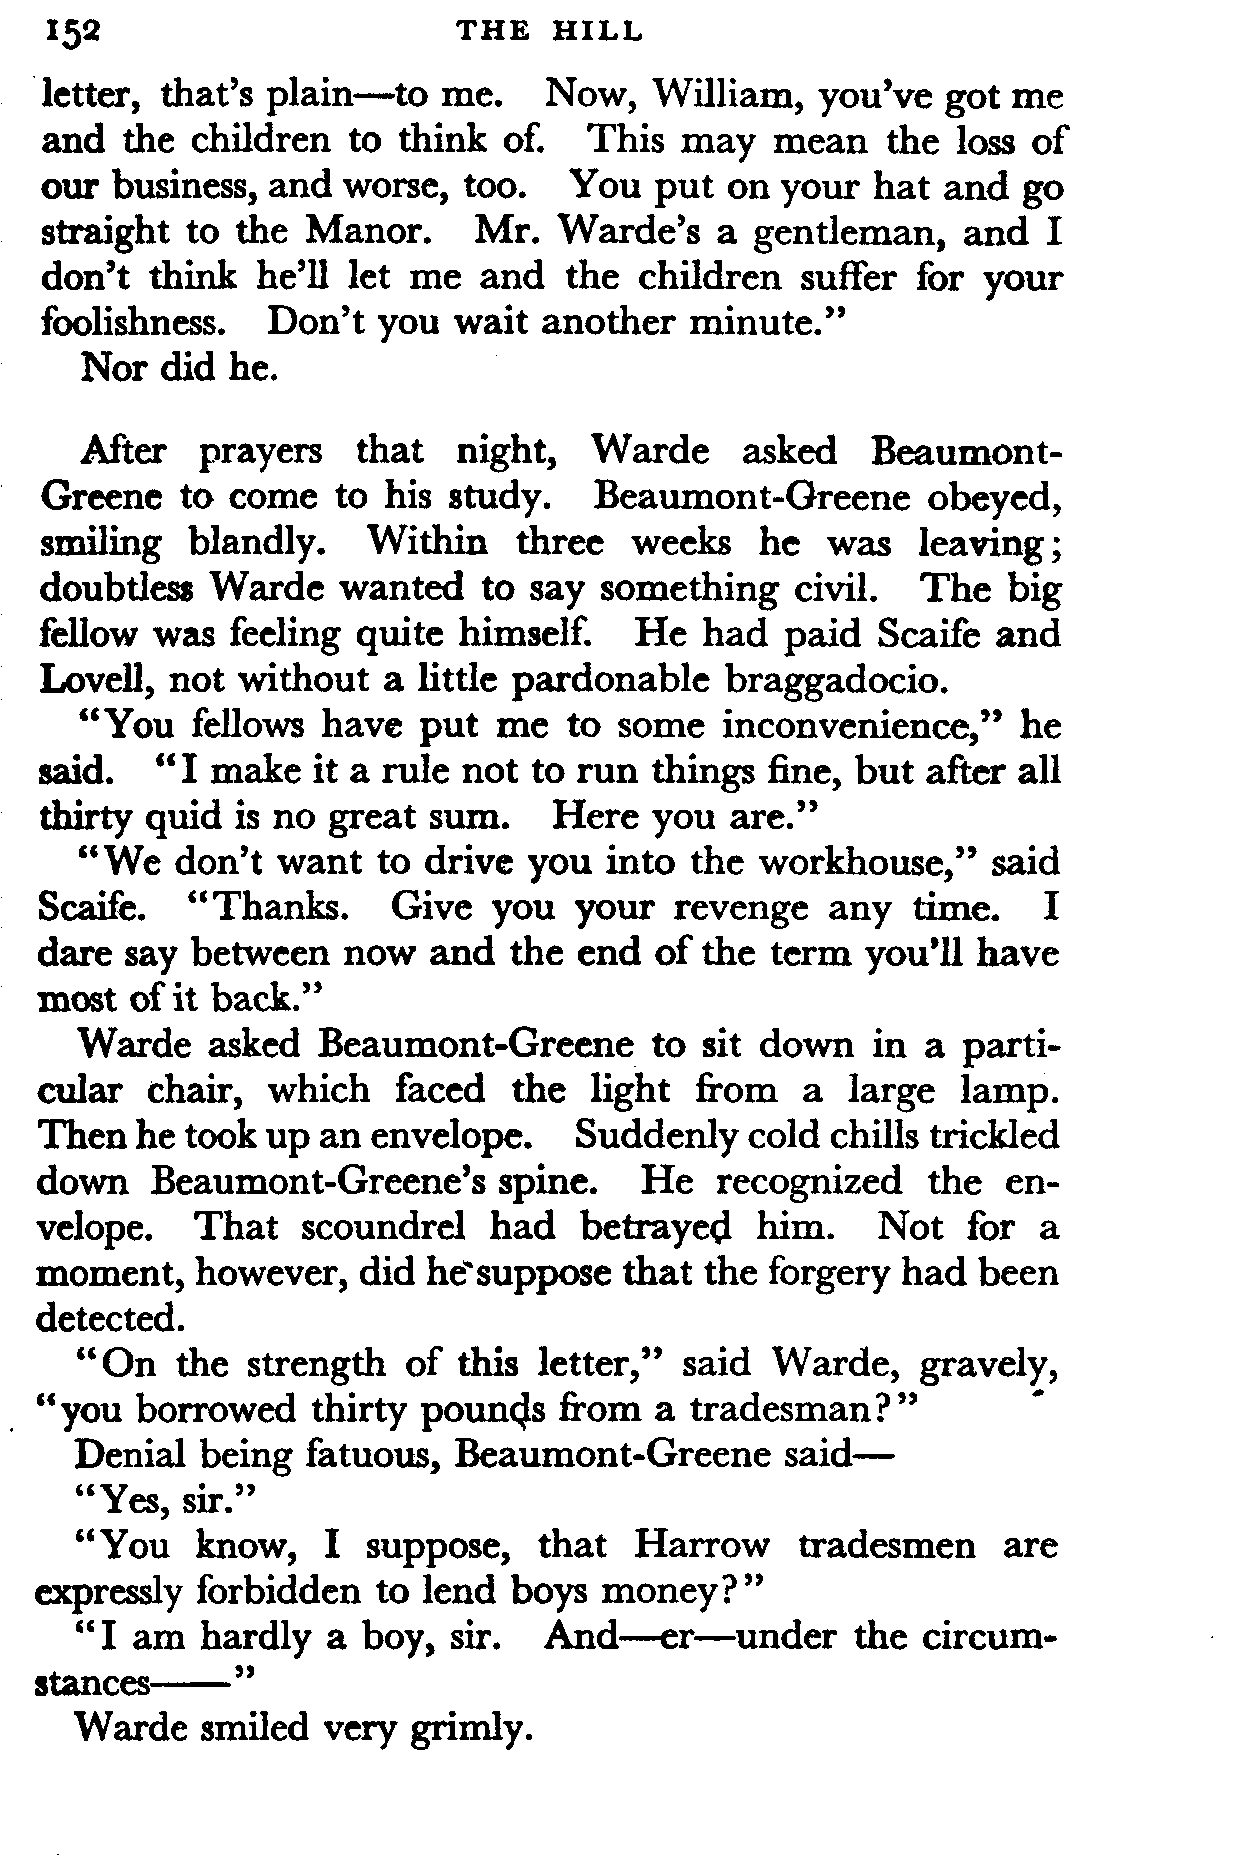 152 THE HILL
letter, that's plain—to me. Now, William, you've got me
and the children to think of. This may mean the loss of
our business, and worse, too. You put on your hat and go
straight to the Manor. Mr. Warde's a gentleman, and I
don't think he'll let me and the children suffer for your
foolishness. Don't you wait another minute.”
Nor did he.
After prayers that night, Warde asked Beaumont-
Greene to come to his study. Beaumont-Greene obeyed,
smiling blandly. Within three weeks he was leaving;
doubtless Warde wanted to say something civil. The big
fellow was feeling quite himself. He had paid Scaife and
Lovell, not without a little pardonable braggadocio.
“You fellows have put me to some inconvenience,” he
said. “I make it a rule not to run things fine, but after all
thirty quid is no great sum. Here you are.”
“We don't want to drive you into the workhouse,” said
Scaife. “Thanks. Give you your revenge any time. I
dare say between now and the end of the term you'll have
most of it back.”
Warde asked Beaumont-Greene to sit down in a parti-
cular chair, which faced the light from a large lamp.
Then he took up an envelope. Suddenly cold chills trickled
down Beaumont-Greene's spine. He recognized the en-
velope. That scoundrel had betrayed him. Not for a
moment, however, did he suppose that the forgery had been
detected.
“On the strength of this letter,” said Warde, gravely,
“you borrowed thirty pounds from a tradesman?”
Denial being fatuous, Beaumont-Greene said—
“Yes, sir.”
“You know, I suppose, that Harrow tradesmen are
expressly forbidden to lend boys money?”
“I am hardly a boy, sir. And—er—under the circum-
stances——”
Warde smiled very grimly.